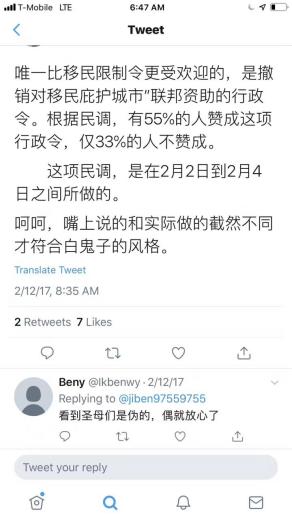 T-Mobile LTE 6:47 AM
Tweet
唯一比移民限制令更受欢迎的，是撤
销对移民庇护城市”联邦资助的行政
令。根据民调，有55%的人赞成这项
行政令，仅33%的人不赞成。
这项民调，是在2月2日到2月4
日之间所做的。
呵呵，嘴上说的和实际做的截然不同
才符合白鬼子的风格。
Translate Tweet
2/12/17, 8:35 AM
2 Retweets 7 Likes
Beny @lkbenwy · 2/12/17
Replying to @jiben97559755
看到圣母们是伪的，偶就放心了
Tweet your reply